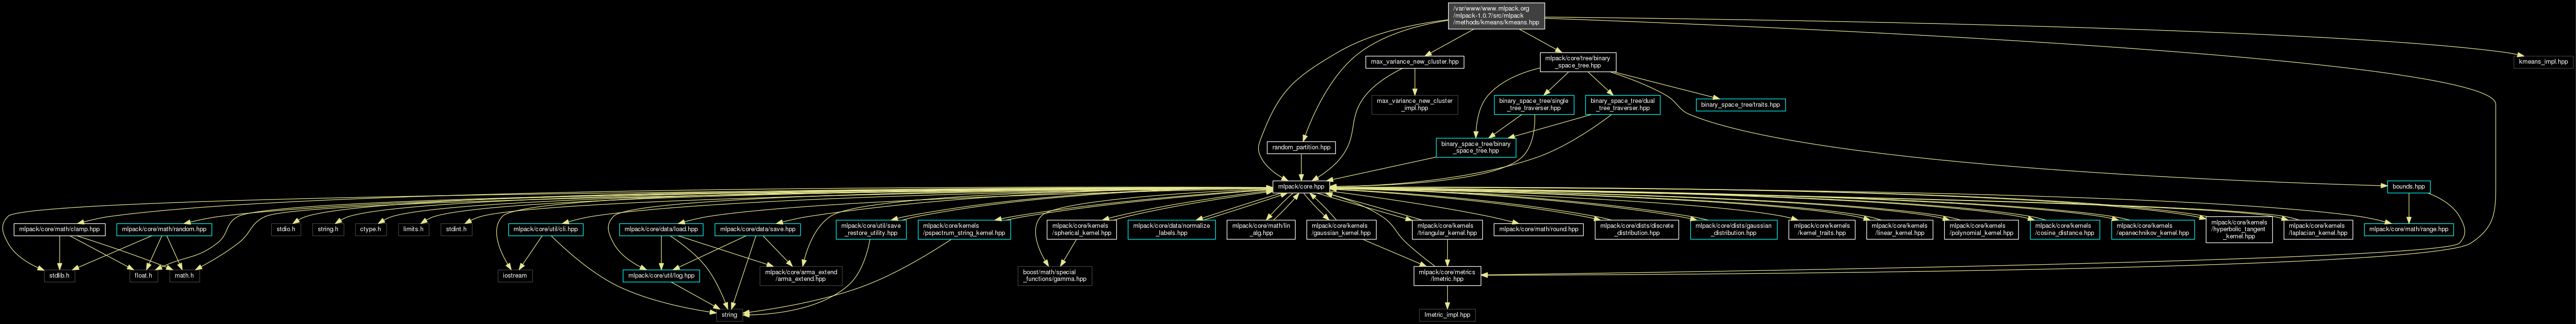 /var/www/www.mlpack.org
/mlpack-1.0.7/src/mlpack
/methods/kmeans/kmeans.hpp
max_variance_new_cluster.hpp
mlpack/core/tree/binary
_space_tree.hpp
kmeans_impl.hpp
max_variance_new_cluster
_impl.hpp
binary_space_tree/single
_tree_traverser.hpp
binary_space_tree/dual
_tree_traverser.hpp
binary_space_tree/traits.hpp
random_partition.hpp
binary_space_tree/binary
_space_tree.hpp
mlpack/core.hpp
bounds.hpp
mlpack/core/math/clamp.hpp
mlpack/core/math/random.hpp
stdio.h
string.h
ctype.h
limits.h
stdint.h
mlpack/core/util/cli.hpp
mlpack/core/data/load.hpp
mlpack/core/data/save.hpp
mlpack/core/util/save
_restore_utility.hpp
mlpack/core/kernels
/pspectrum_string_kernel.hpp
mlpack/core/kernels
/spherical_kernel.hpp
mlpack/core/data/normalize
_labels.hpp
mlpack/core/math/lin
_alg.hpp
mlpack/core/kernels
/gaussian_kernel.hpp
mlpack/core/kernels
/triangular_kernel.hpp
mlpack/core/math/round.hpp
mlpack/core/dists/discrete
_distribution.hpp
mlpack/core/dists/gaussian
_distribution.hpp
mlpack/core/kernels
/kernel_traits.hpp
mlpack/core/kernels
/linear_kernel.hpp
mlpack/core/kernels
/polynomial_kernel.hpp
mlpack/core/kernels
/cosine_distance.hpp
mlpack/core/kernels
/epanechnikov_kernel.hpp
mlpack/core/kernels
/hyperbolic_tangent
_kernel.hpp
mlpack/core/kernels
/laplacian_kernel.hpp
mlpack/core/math/range.hpp
stdlib.h
float.h
math.h
iostream
mlpack/core/util/log.hpp
mlpack/core/arma_extend
/arma_extend.hpp
boost/math/special
_functions/gamma.hpp
mlpack/core/metrics
/lmetric.hpp
string
lmetric_impl.hpp